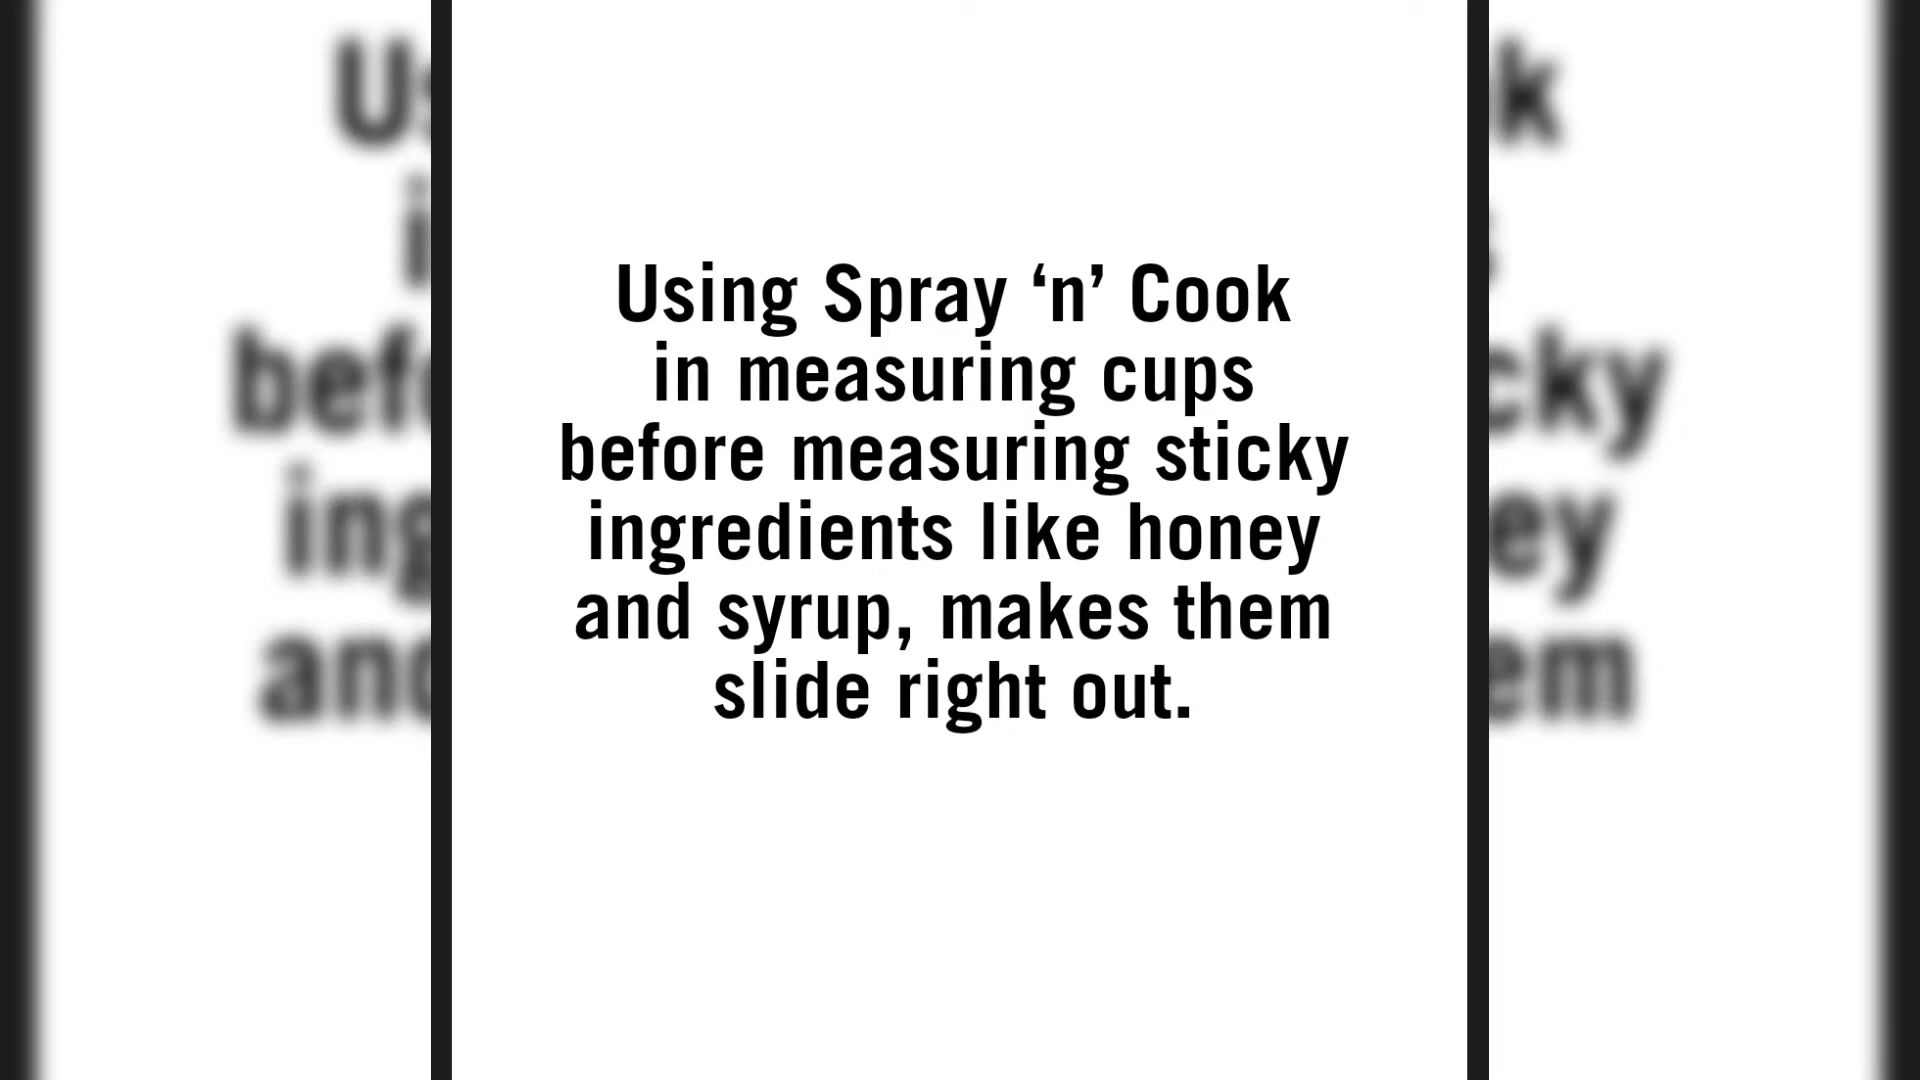 Using Spray ‘n’ Cook
in measuring cups
before measuring sticky
ingredients like honey
and syrup, makes them
slide right out.